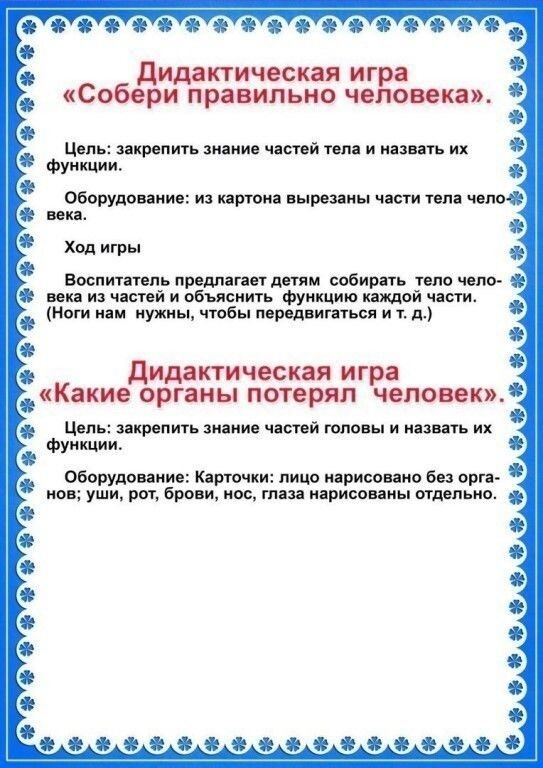 Дидактическая игра
«Собери правильно человека».
Цель: закрепить знание частей тела и назвать их
функции.
Оборудование: из картона вырезаны части тела чело-
века.
Ход игры
Воспитатель предлагает детям собирать тело чело-
века из частей и объяснить функцию каждой части.
(Ноги нам нужны, чтобы передвигаться и т. д.)
Дидактическая игра
«Какие органы потерял человек».
Цель: закрепить знание частей головы и назвать их
функции.
Оборудование: Карточки: лицо нарисовано без орга-
нов; уши, рот, брови, нос, глаза нарисованы отдельно.